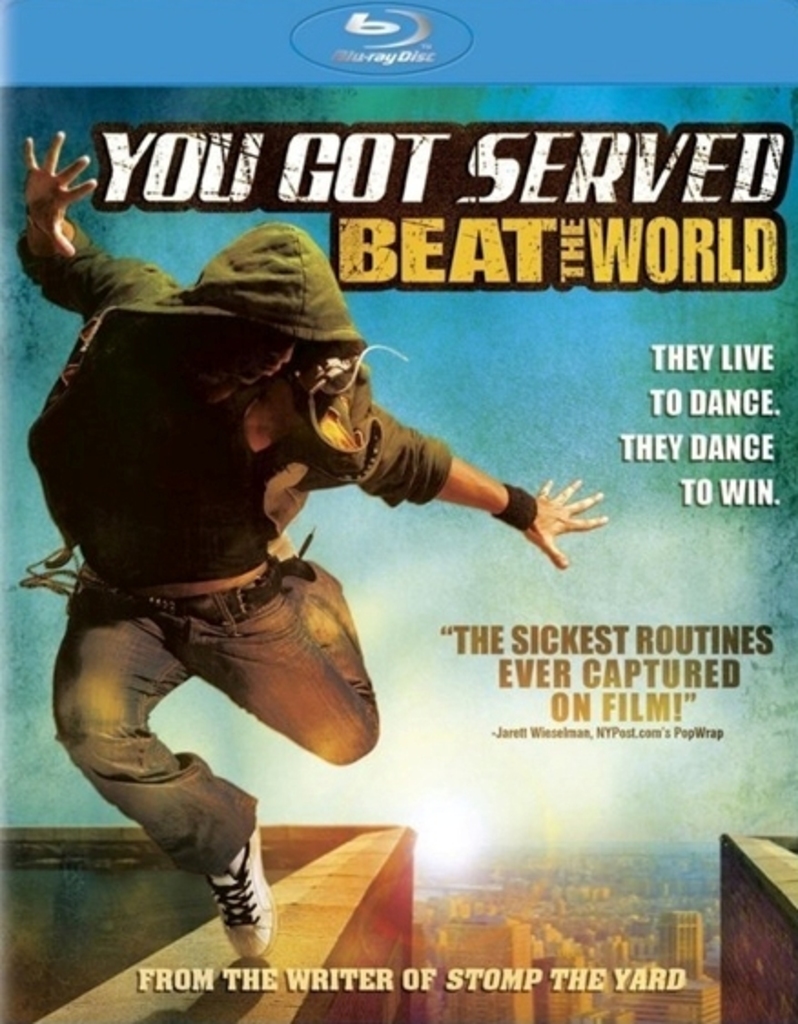 Blu-ray Disc™
YOU GOT SERVED
BEAT THE WORLD
THEY LIVE
TO DANCE.
THEY DANCE
TO WIN.
"THE SICKEST ROUTINES
EVER CAPTURED
ON FILM!"
-Jarett Wieselman, NYPost.com's PopWrap
FROM THE WRITER OF STOMP THE YARD